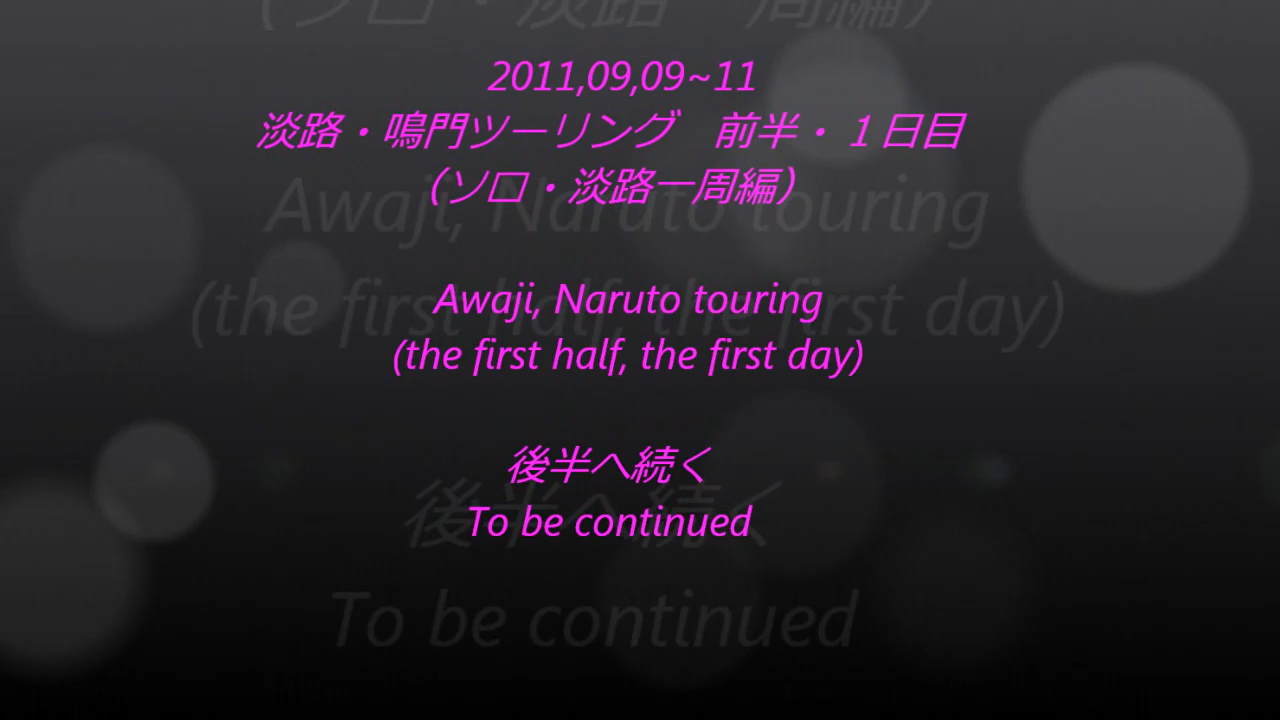 2011,09,09~11
淡路・鳴門ツーリング　前半・１日目
（ソロ・淡路一周編）
Awaji, Naruto touring
(the first half, the first day)
後半へ続く
To be continued